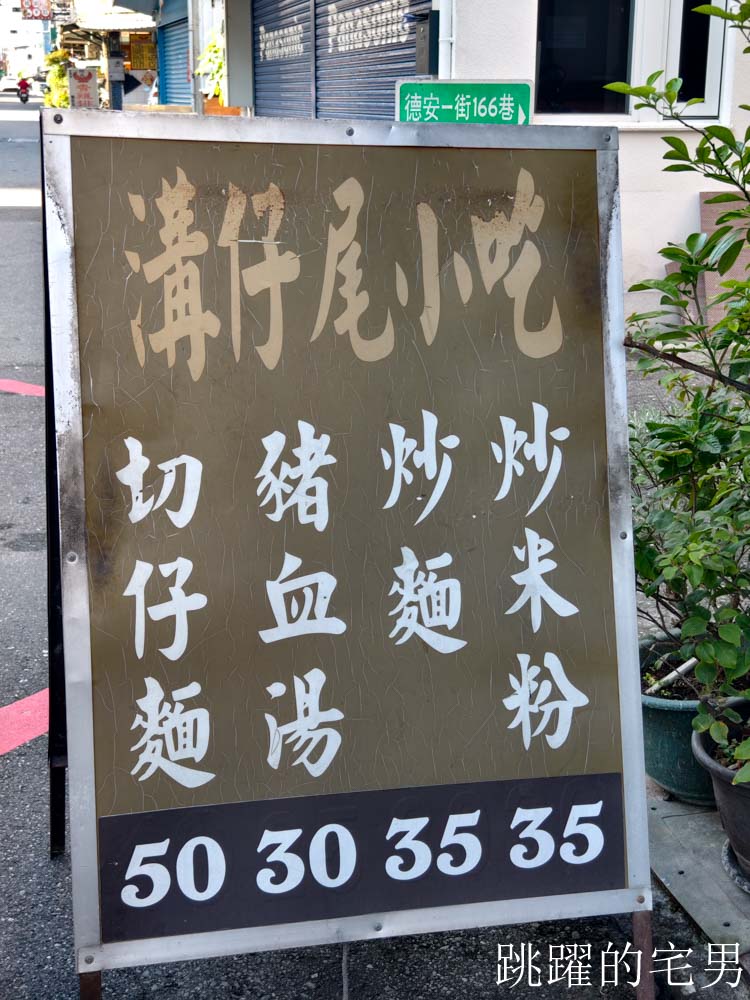 德安一街166巷
溝仔尾小吃
炒米粉
炒麵
豬血湯
切仔麵
50 30 35 35
跳躍的宅男